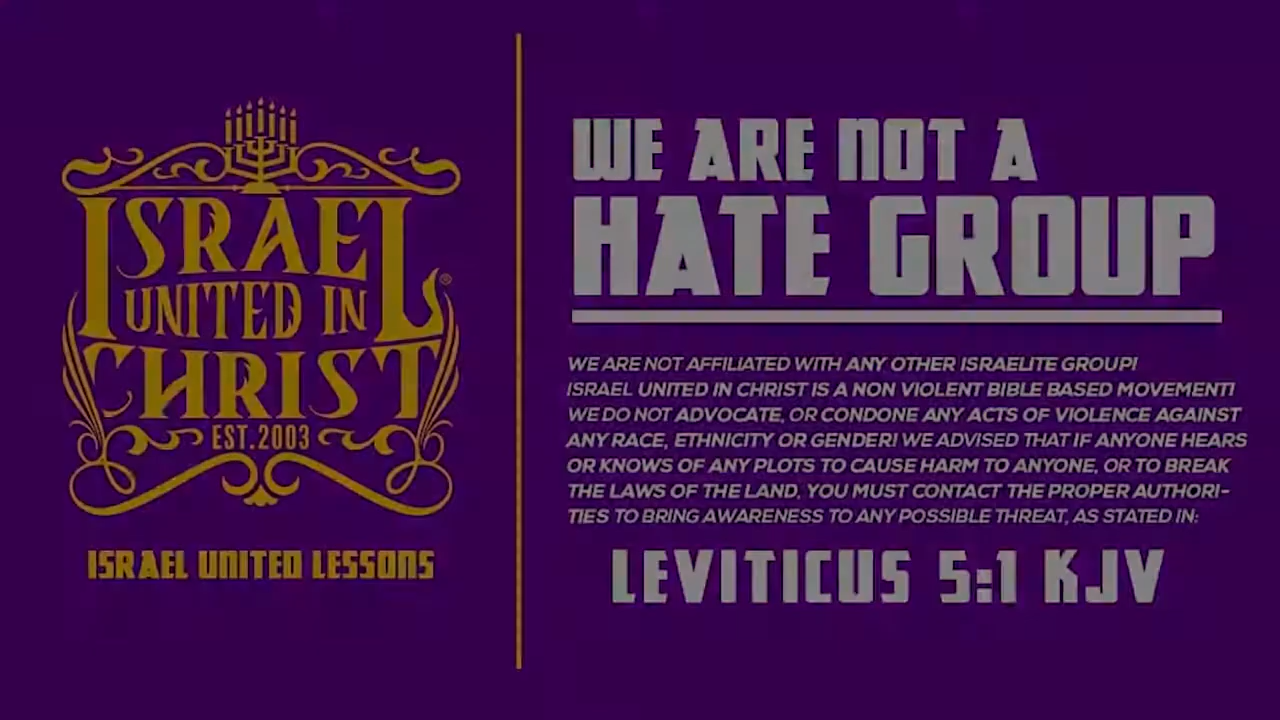 ISRAEL
UNITED IN
CHRIST
EST.2003
ISRAEL UNITED LESSONS
WE ARE NOT A
HATE GROUP
WE ARE NOT AFFILIATED WITH ANY OTHER ISRAELITE GROUP!
ISRAEL UNITED IN CHRIST IS A NON VIOLENT BIBLE BASED MOVEMENT!
WE DO NOT ADVOCATE, OR CONDONE ANY ACTS OF VIOLENCE AGAINST
ANY RACE, ETHNICITY OR GENDER! WE ADVISED THAT IF ANYONE HEARS
OR KNOWS OF ANY PLOTS TO CAUSE HARM TO ANYONE, OR TO BREAK
THE LAWS OF THE LAND, YOU MUST CONTACT THE PROPER AUTHORI-
TIES TO BRING AWARENESS TO ANY POSSIBLE THREAT, AS STATED IN:
LEVITICUS 5:1 KJV